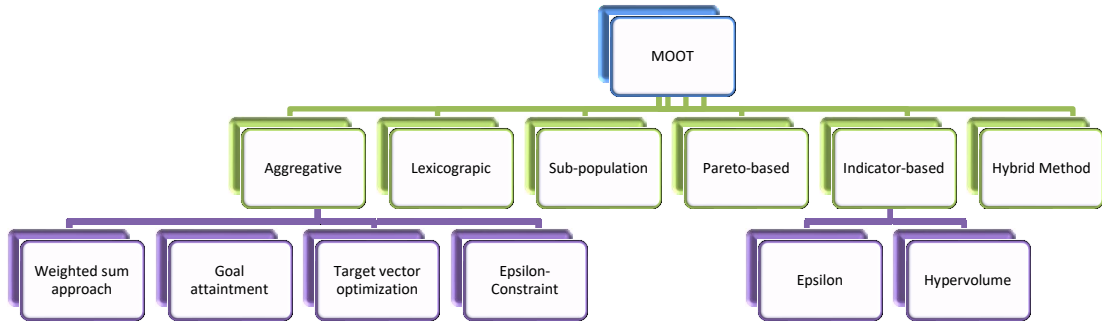 MOOT
Aggregative
Lexicograpic
Sub-population
Pareto-based
Indicator-based
Hybrid Method
Weighted sum
approach
Goal
attaintment
Target vector
optimization
Epsilon-
Constraint
Epsilon
Hypervolume